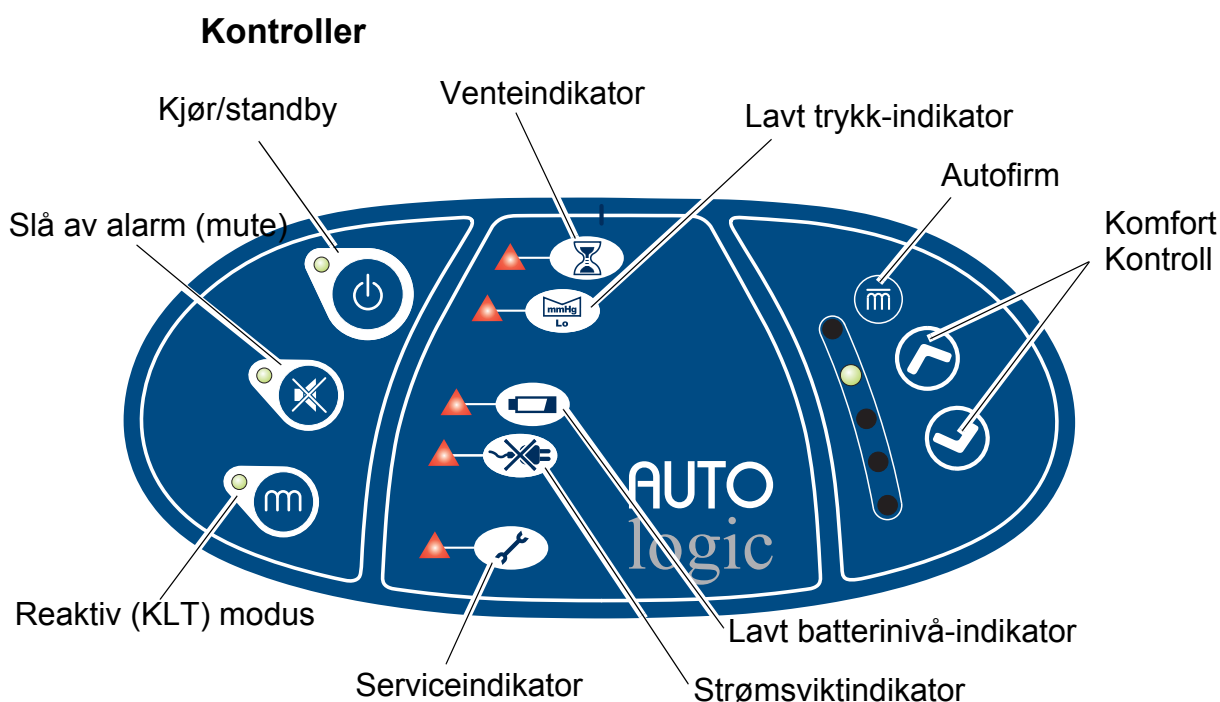 Kontroller
Kjør/standby
Venteindikator
Lavt trykk-indikator
Autofirm
Slå av alarm (mute)
Komfort
Kontroll
mmHg
Lo
AUTO
logic
Reaktiv (KLT) modus
Lavt batterinivå-indikator
Serviceindikator
Strømsviktindikator